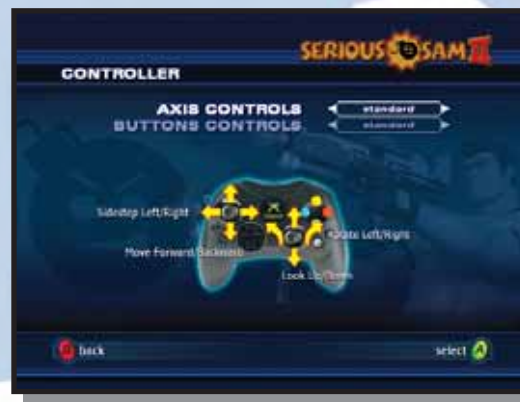 SERIOUS SAM II
CONTROLLER
AXIS CONTROLS standard
BUTTONS CONTROLS standard
Sidestep Left/Right
Rotate Left/Right
Move Forward/Backward
Look Up/Down
B back
select A